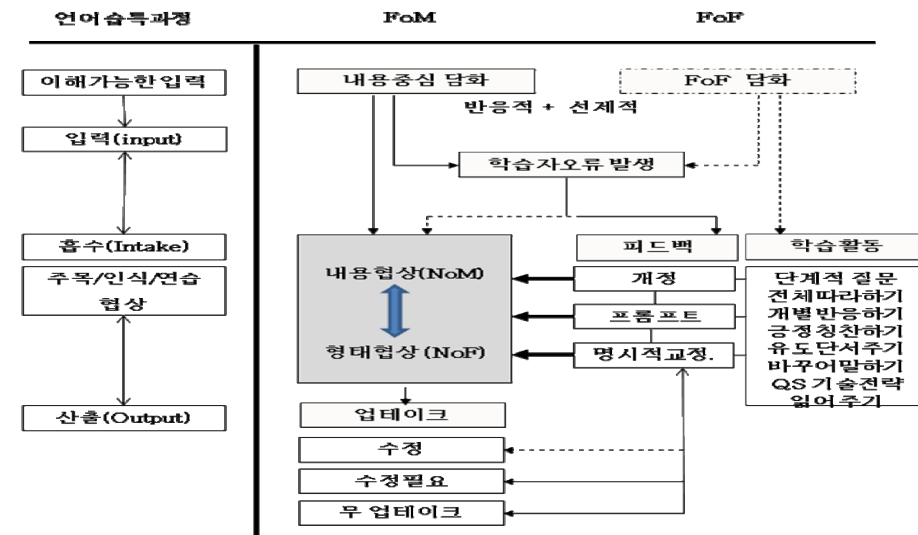 언어습득과정
FoM
FoF
이해가능한 입력
입력(input)
흡수(Intake)
주목/인식/연습
협상
산출(Output)
내용중심 담화
FoF 담화
반응적 + 선제적
학습자오류 발생
내용협상(NoM)
형태협상(NoF)
피드백
개정
프롬프트
명시적교정.
학습활동
단계적 질문
전체따라하기
개별반응하기
긍정칭찬하기
유도단서주기
바꾸어말하기
QS 기술전략
읽어주기
업테이크
수정
수정필요
무 업테이크